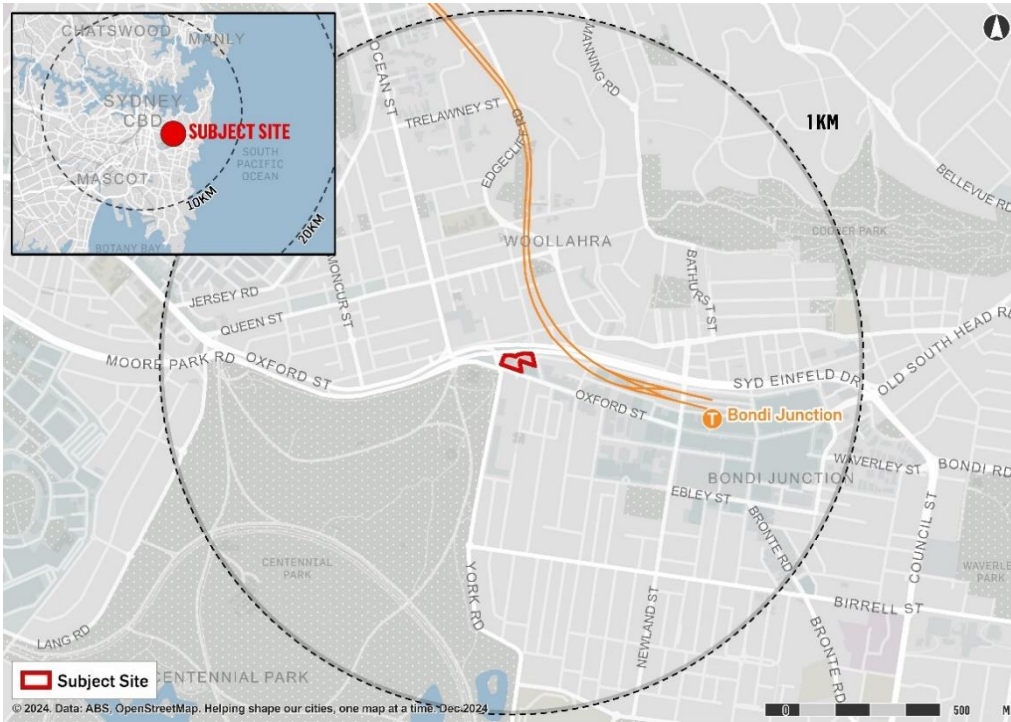 CHATSWOOD
MANLY
SYDNEY
CBD
SUBJECT SITE
SOUTH
PACIFIC
OCEAN
MASCOT
10KM
20KM
BOTANY BAY
OCEAN ST
TRELAWNEY ST
EDGECLIFF RD
MANNING RD
1KM
BELLEVUE RD
COOPER PARK
WOOLLAHRA
BATHURST ST
MONCUR ST
JERSEY RD
QUEEN ST
MOORE PARK RD
OXFORD ST
OLD SOUTH HEAD RD
SYD EINFELD DR
OXFORD ST
T
Bondi Junction
WAVERLEY ST
BONDI RD
BONDI JUNCTION
EBLEY ST
BRONTE RD
COUNCIL ST
CENTENNIAL
PARK
YORK RD
WAVERLEY
PARK
BIRRELL ST
NEWLAND ST
BRONTE RD
LANG RD
CENTENNIAL PARK
Subject Site
© 2024. Data: ABS, OpenStreetMap. Helping shape our cities, one map at a time. Dec.2024
0 500 M